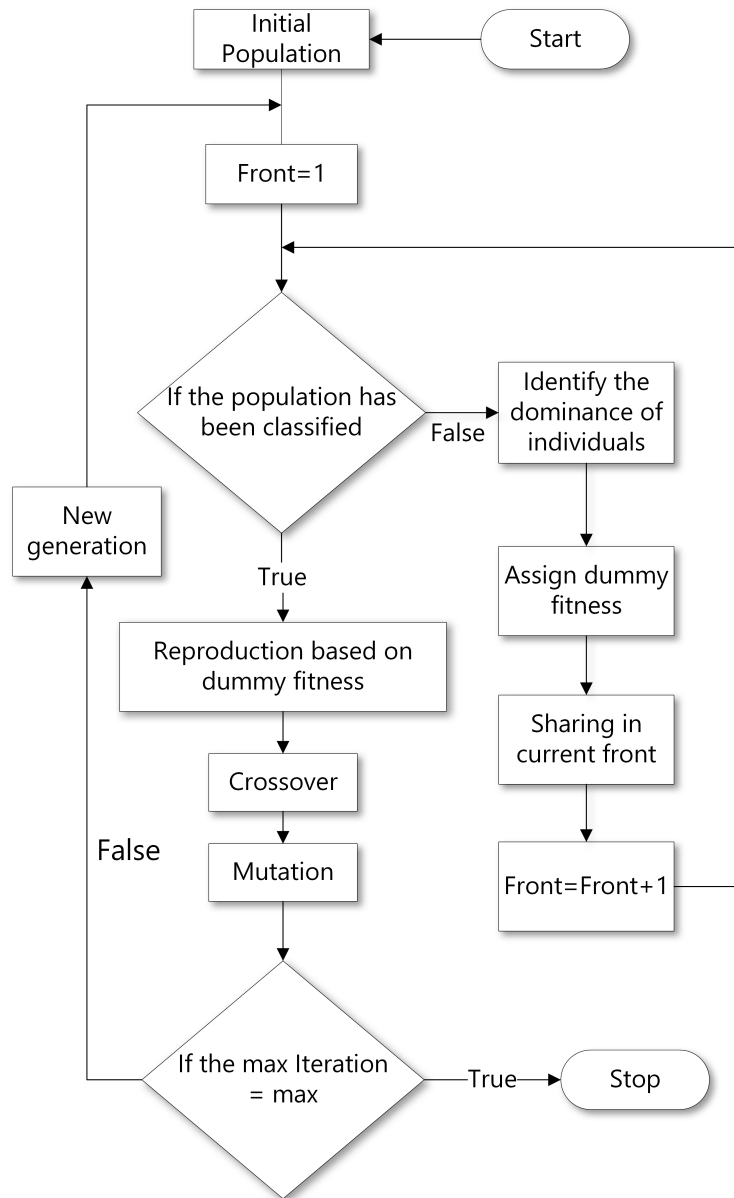 Initial
Population
Start
Front=1
If the population has
been classified
False
Identify the
dominance of
individuals
New
generation
True
Assign dummy
fitness
Reproduction based on
dummy fitness
Sharing in
current front
Crossover
False
Mutation
Front=Front+1
If the max Iteration
= max
True
Stop